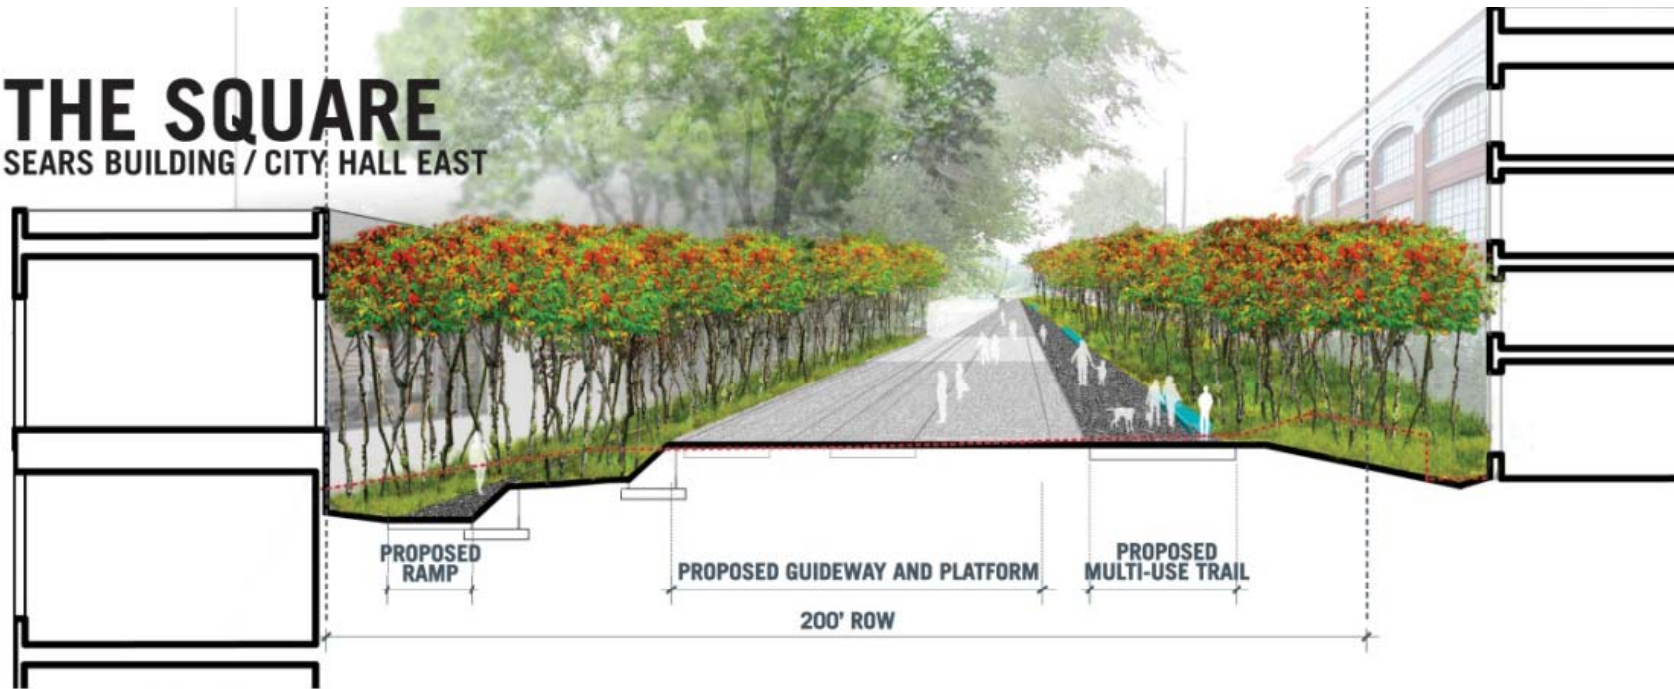 THE SQUARE
SEARS BUILDING / CITY HALL EAST
PROPOSED
RAMP
PROPOSED GUIDEWAY AND PLATFORM
PROPOSED
MULTI-USE TRAIL
200' ROW